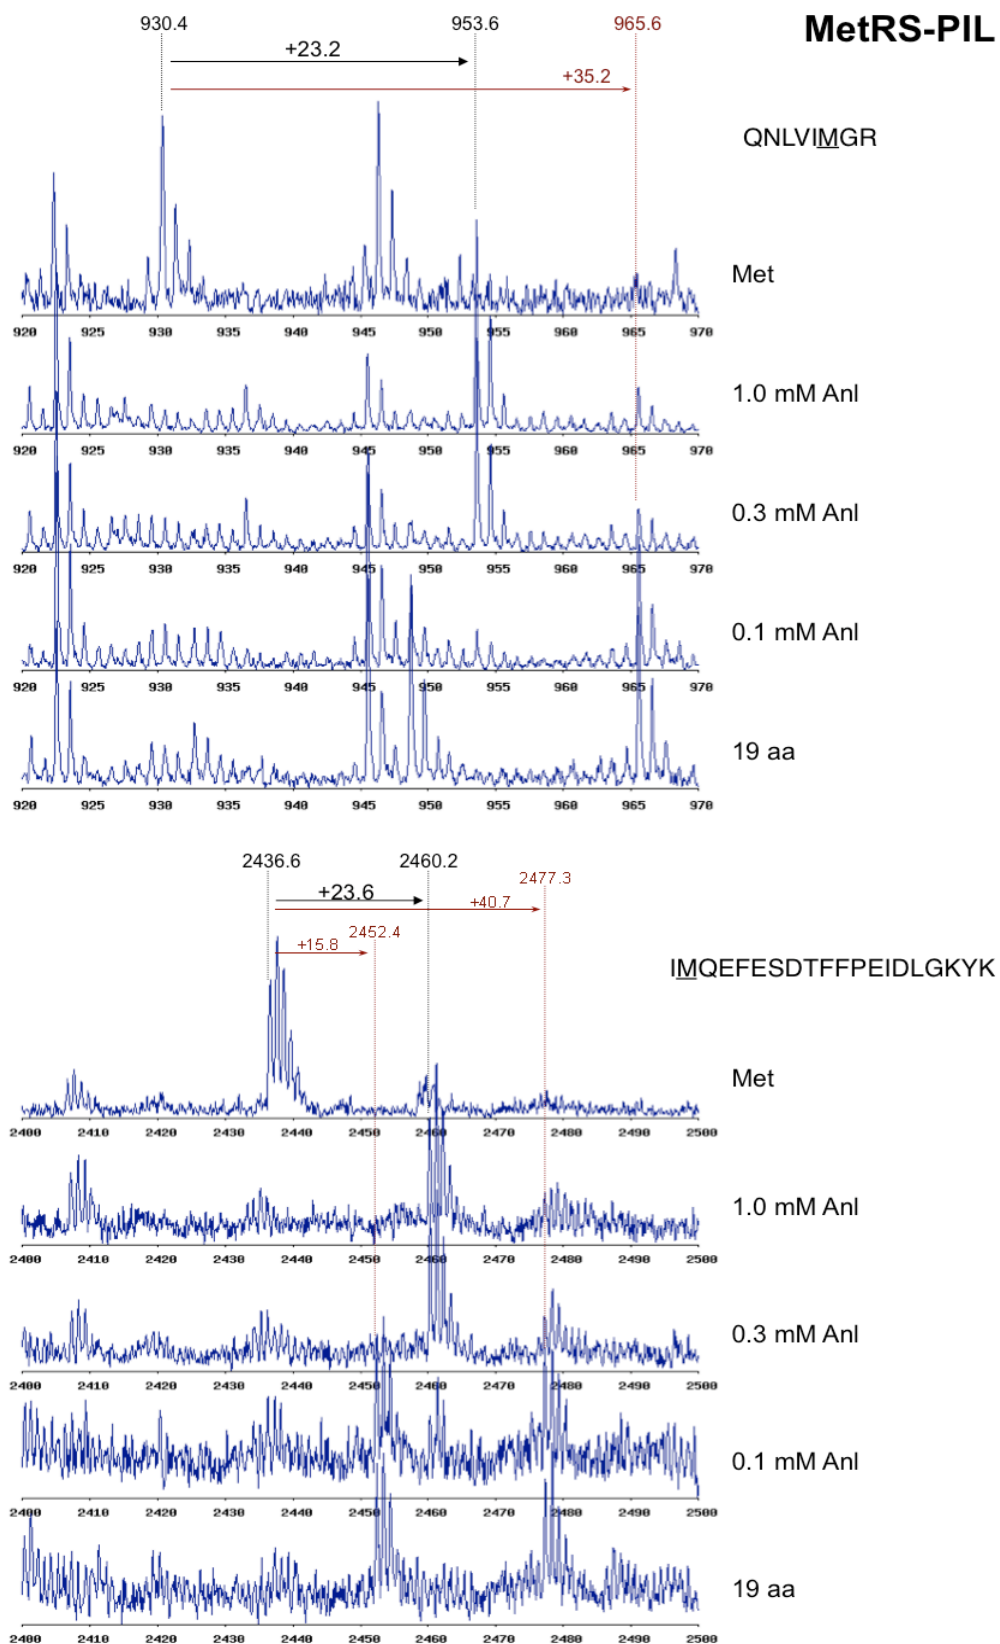 930.4 953.6 965.6 MetRS-PIL
+23.2
+35.2
QNLVIMGR
Met
920 925 930 935 940 945 950 955 960 965 970
1.0 mM Anl
920 925 930 935 940 945 950 955 960 965 970
0.3 mM Anl
920 925 930 935 940 945 950 955 960 965 970
0.1 mM Anl
920 925 930 935 940 945 950 955 960 965 970
19 aa
920 925 930 935 940 945 950 955 960 965 970
2436.6 2460.2
2477.3
+23.6
+40.7
2452.4
+15.8
IMQEFESDTFFPEIDLGKYK
Met
2400 2410 2420 2430 2440 2450 2460 2470 2480 2490 2500
1.0 mM Anl
2400 2410 2420 2430 2440 2450 2460 2470 2480 2490 2500
0.3 mM Anl
2400 2410 2420 2430 2440 2450 2460 2470 2480 2490 2500
0.1 mM Anl
2400 2410 2420 2430 2440 2450 2460 2470 2480 2490 2500
19 aa
2400 2410 2420 2430 2440 2450 2460 2470 2480 2490 2500